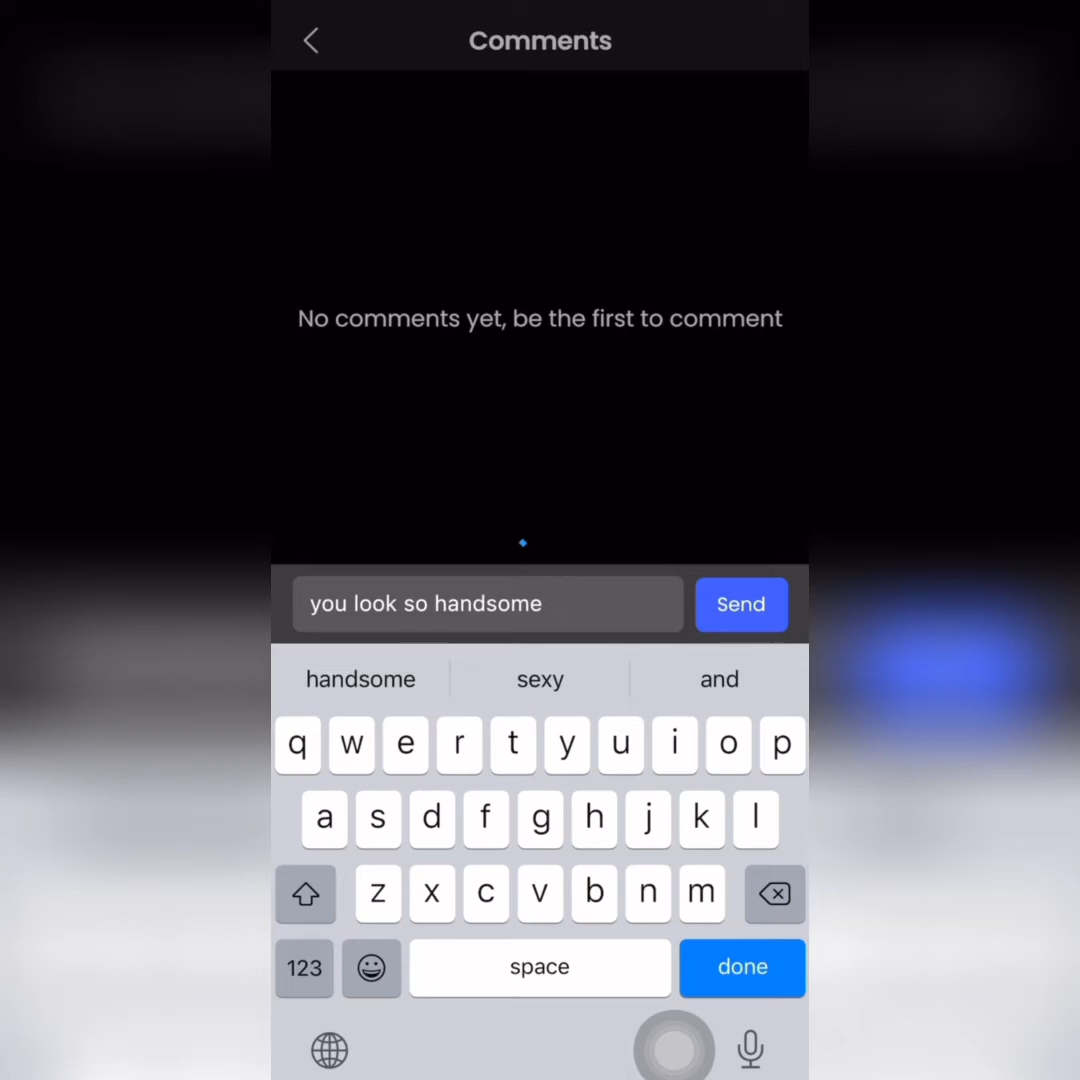 Comments
No comments yet, be the first to comment
you look so handsome
Send
handsome sexy and
q w e r t y u i o p
a s d f g h j k l
z x c v b n m
123 space done